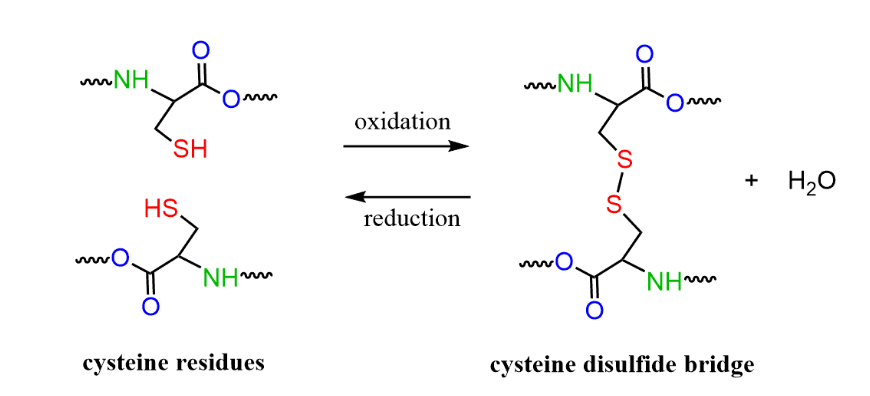 O
NH
O
SH
HS
O
NH
O
oxidation
reduction
O
NH
O
S
S
O
NH
O
+ H₂O
cysteine residues
cysteine disulfide bridge